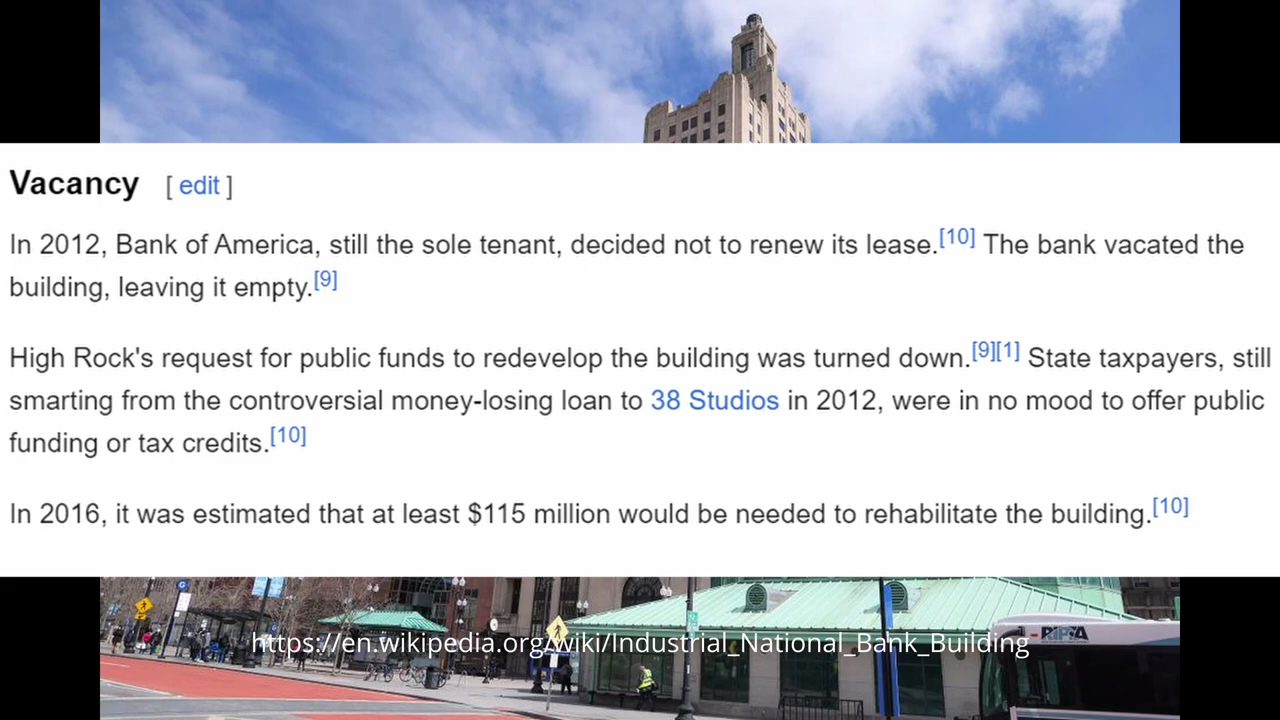 Vacancy [ edit ]
In 2012, Bank of America, still the sole tenant, decided not to renew its lease.[10] The bank vacated the
building, leaving it empty.[9]
High Rock's request for public funds to redevelop the building was turned down.[9][1] State taxpayers, still
smarting from the controversial money-losing loan to 38 Studios in 2012, were in no mood to offer public
funding or tax credits.[10]
In 2016, it was estimated that at least $115 million would be needed to rehabilitate the building.[10]
https://en.wikipedia.org/wiki/Industrial_National_Bank_Building
RIPTA